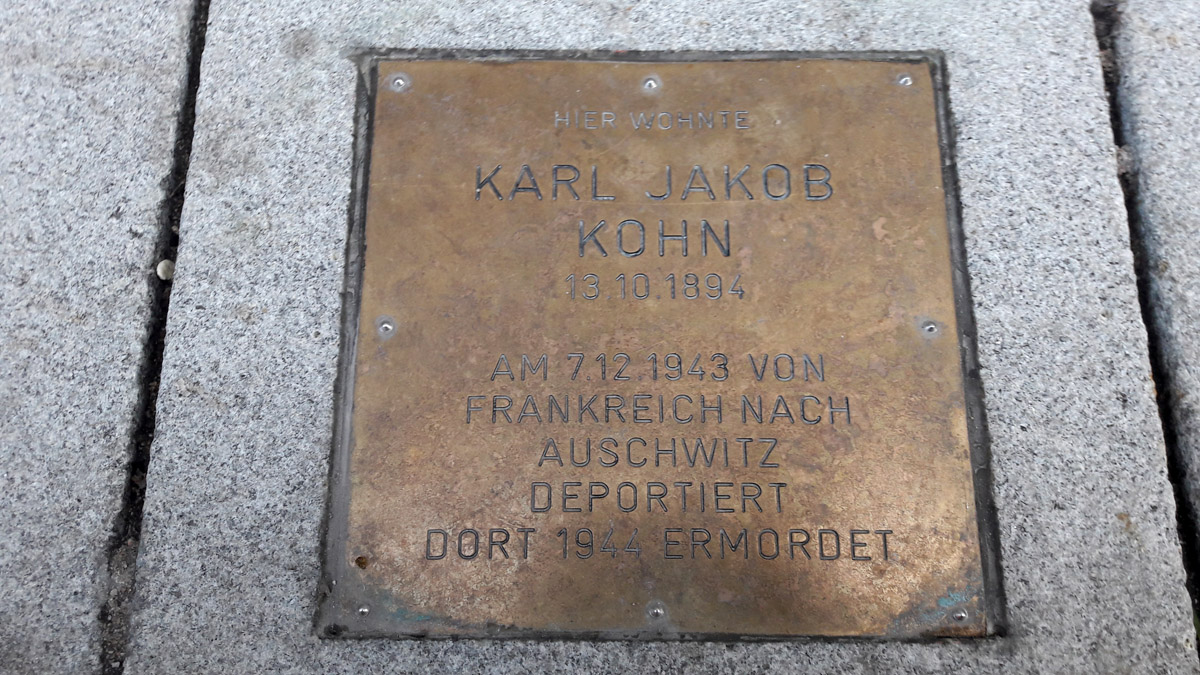 HIER WOHNTE
KARL JAKOB
KOHN
13.10.1894
AM 7.12.1943 VON
FRANKREICH NACH
AUSCHWITZ
DEPORTIERT
DORT 1944 ERMORDET